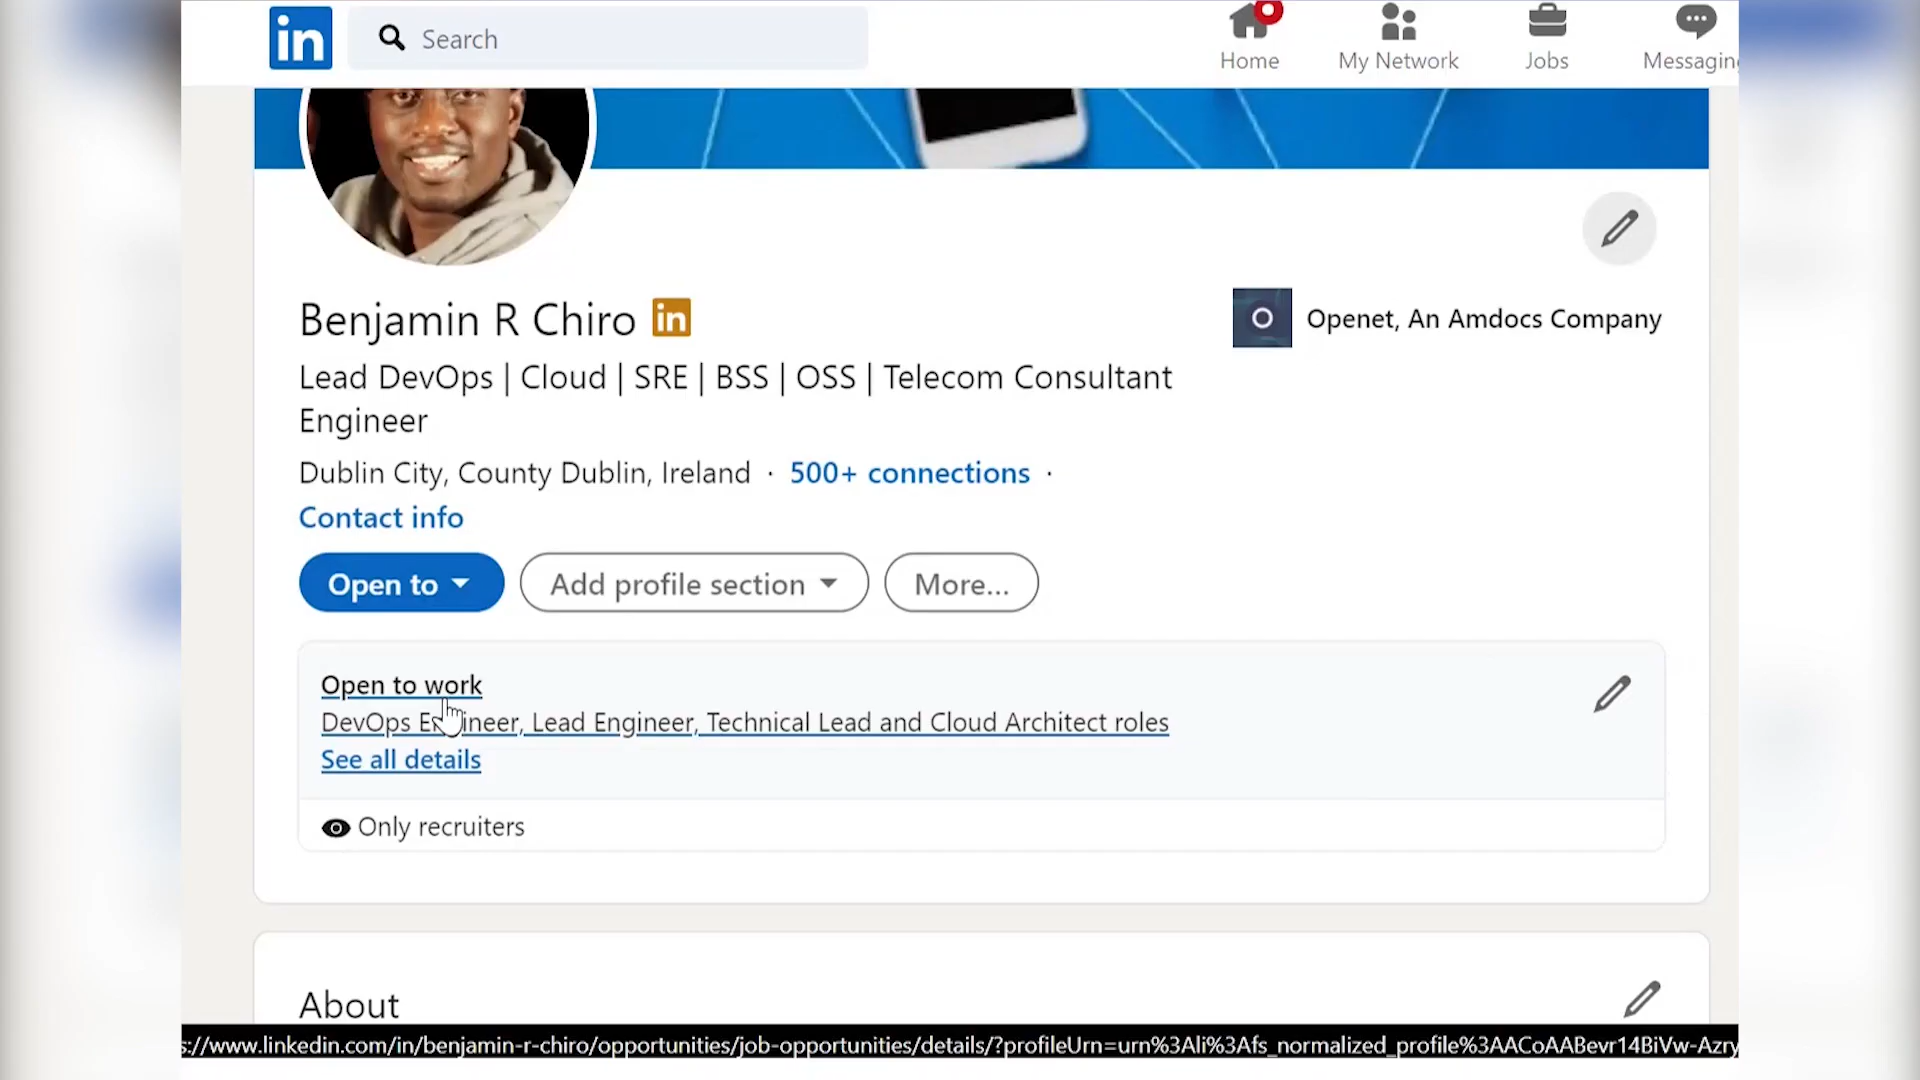 in Search Home My Network Jobs Messaging
Benjamin R Chiro in
Openet, An Amdocs Company
Lead DevOps | Cloud | SRE | BSS | OSS | Telecom Consultant
Engineer
Dublin City, County Dublin, Ireland · 500+ connections ·
Contact info
Open to Add profile section More...
Open to work
DevOps Engineer, Lead Engineer, Technical Lead and Cloud Architect roles
See all details
Only recruiters
About
s://www.linkedin.com/in/benjamin-r-chiro/opportunities/job-opportunities/details/?profileUrn=urn%3Ali%3Afs_normalized_profile%3AACoAABevr14BiVw-Azry